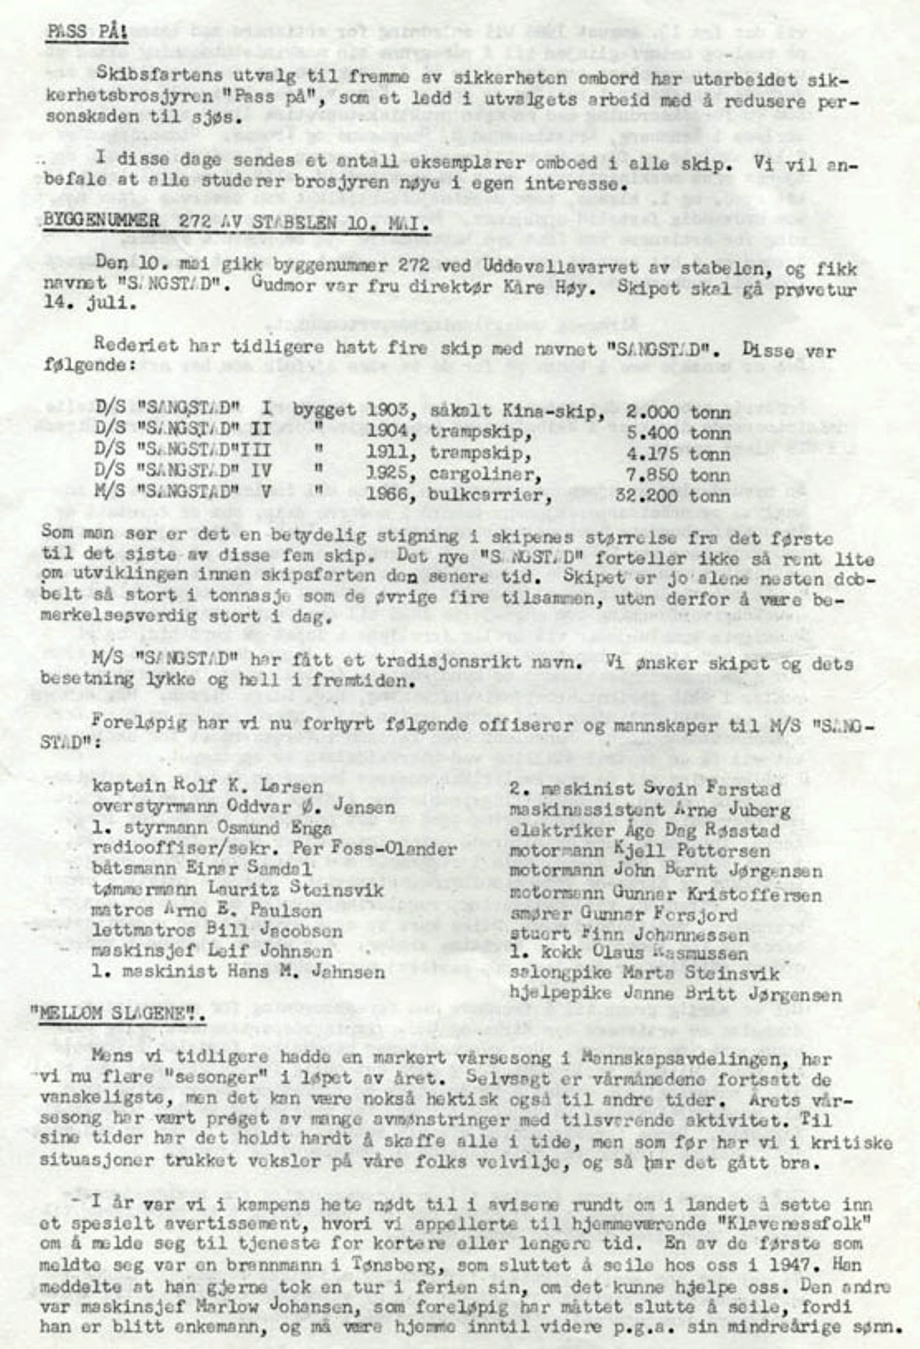 PASS PÅ!
Skibsfartens utvalg til fremme av sikkerheten ombord har utarbeidet sik-
kerhetsbrosjyren "Pass på", som et ledd i utvalgets arbeid med å redusere per-
sonskaden til sjøs.
I disse dage sendes et antall eksemplarer omboed i alle skip. Vi vil an-
befale at alle studerer brosjyren nøye i egen interesse.
BYGGENUMMER 272 AV STABELEN 10. MAI.
Den 10. mai gikk byggenummer 272 ved Uddevallavarvet av stabelen, og fikk
navnet "SANGSTAD". Gudmor var fru direktør Kåre Høy. Skipet skal gå prøvetur
14. juli.
Rederiet har tidligere hatt fire skip med navnet "SANGSTAD". Disse var
følgende:
D/S "SANGSTAD" I bygget 1903, såkalt Kina-skip, 2.000 tonn
D/S "SANGSTAD" II " 1904, trampskip, 5.400 tonn
D/S "SANGSTAD"III " 1911, trampskip, 4.175 tonn
D/S "SANGSTAD" IV " 1925, cargoliner, 7.850 tonn
M/S "SANGSTAD" V " 1966, bulkcarrier, 32.200 tonn
Som man ser er det en betydelig stigning i skipenes størrelse fra det første
til det siste av disse fem skip. Det nye "SANGSTAD" forteller ikke så rent lite
om utviklingen innen skipsfarten den senere tid. Skipet er jo alene nesten dob-
belt så stort i tonnasje som de øvrige fire tilsammen, uten derfor å være be-
merkelsesverdig stort i dag.
M/S "SANGSTAD" har fått et tradisjonsrikt navn. Vi ønsker skipet og dets
besetning lykke og hell i fremtiden.
Foreløpig har vi nu forhyrt følgende offiserer og mannskaper til M/S "SANG-
STAD":
kaptein Rolf K. Larsen
overstyrmann Oddvar Ø. Jensen
1. styrmann Osmund Enga
radiooffiser/sekr. Per Foss-Olander
båtsmann Einar Samdal
tømmermann Lauritz Steinsvik
matros Arne E. Paulsen
lettmatros Bill Jacobsen
maskinsjef Leif Johnsen
1. maskinist Hans M. Jahnsen
2. maskinist Svein Farstad
maskinassistent Arne Juberg
elektriker Åge Dag Røsstad
motormann Kjell Pettersen
motormann John Bernt Jørgensen
motormann Gunnar Kristoffersen
smører Gunnar Forsjord
stuert Finn Johannessen
1. kokk Olaus Rasmussen
salongpike Marta Steinsvik
hjelpepike Janne Britt Jørgensen
"MELLOM SLAGENE".
Mens vi tidligere hadde en markert vårsesong i Mannskapsavdelingen, har
vi nu flere "sesonger" i løpet av året. Selvsagt er vårmånedene fortsatt de
vanskeligste, men det kan være nokså hektisk også til andre tider. Årets vår-
sesong har vært preget av mange avmønstringer med tilsvarende aktivitet. Til
sine tider har det holdt hardt å skaffe alle i tide, men som før har vi i kritiske
situasjoner trukket veksler på våre folks velvilje, og så har det gått bra.
- I år var vi i kampens hete nødt til i avisene rundt om i landet å sette inn
et spesielt avertissement, hvori vi appellerte til hjemmeværende "Klavenessfolk"
om å melde seg til tjeneste for kortere eller lengere tid. En av de første som
meldte seg var en brannmann i Tønsberg, som sluttet å seile hos oss i 1947. Han
meddelte at han gjerne tok en tur i ferien sin, om det kunne hjelpe oss. Den andre
var maskinsjef Marlow Johansen, som foreløpig har måttet slutte å seile, fordi
han er blitt enkemann, og må være hjemme inntil videre p.g.a. sin mindreårige sønn.